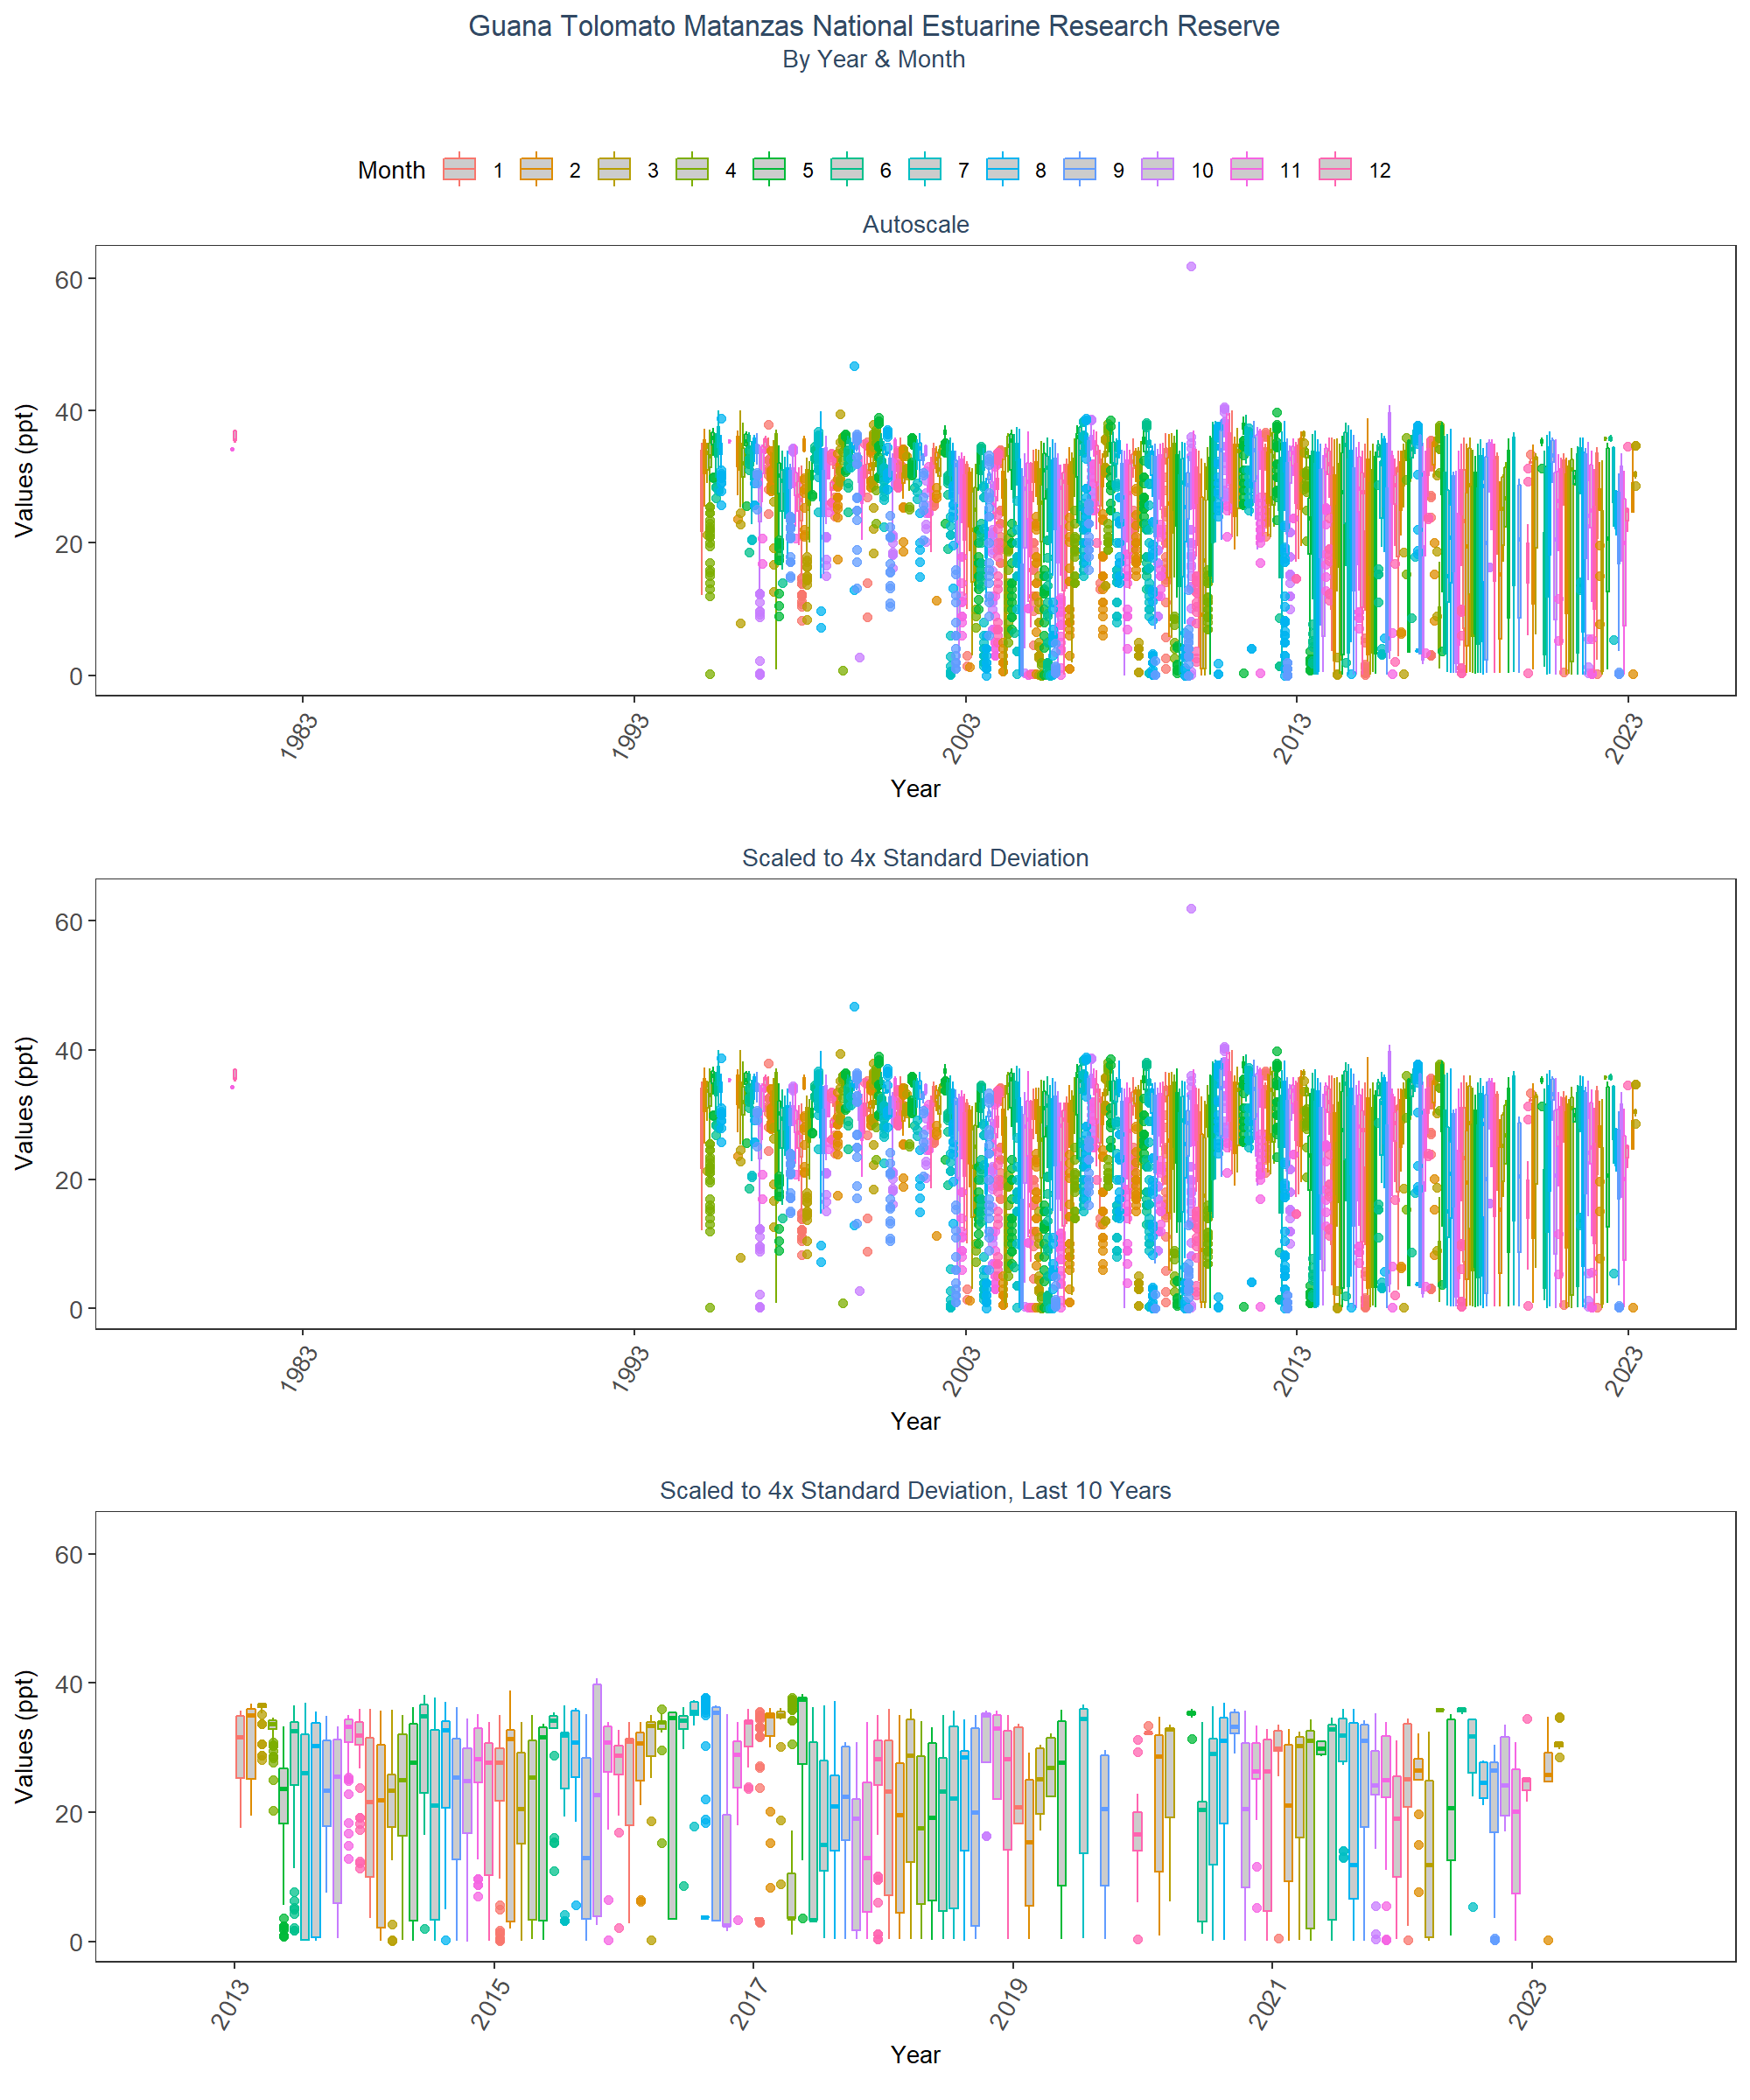 Guana Tolomato Matanzas National Estuarine Research Reserve
By Year & Month
Month 1 2 3 4 5 6 7 8 9 10 11 12
Autoscale
Values (ppt)
60
40
20
0
1983 1993 2003 2013 2023
Year
Scaled to 4x Standard Deviation
Values (ppt)
60
40
20
0
1983 1993 2003 2013 2023
Year
Scaled to 4x Standard Deviation, Last 10 Years
Values (ppt)
60
40
20
0
2013 2015 2017 2019 2021 2023
Year